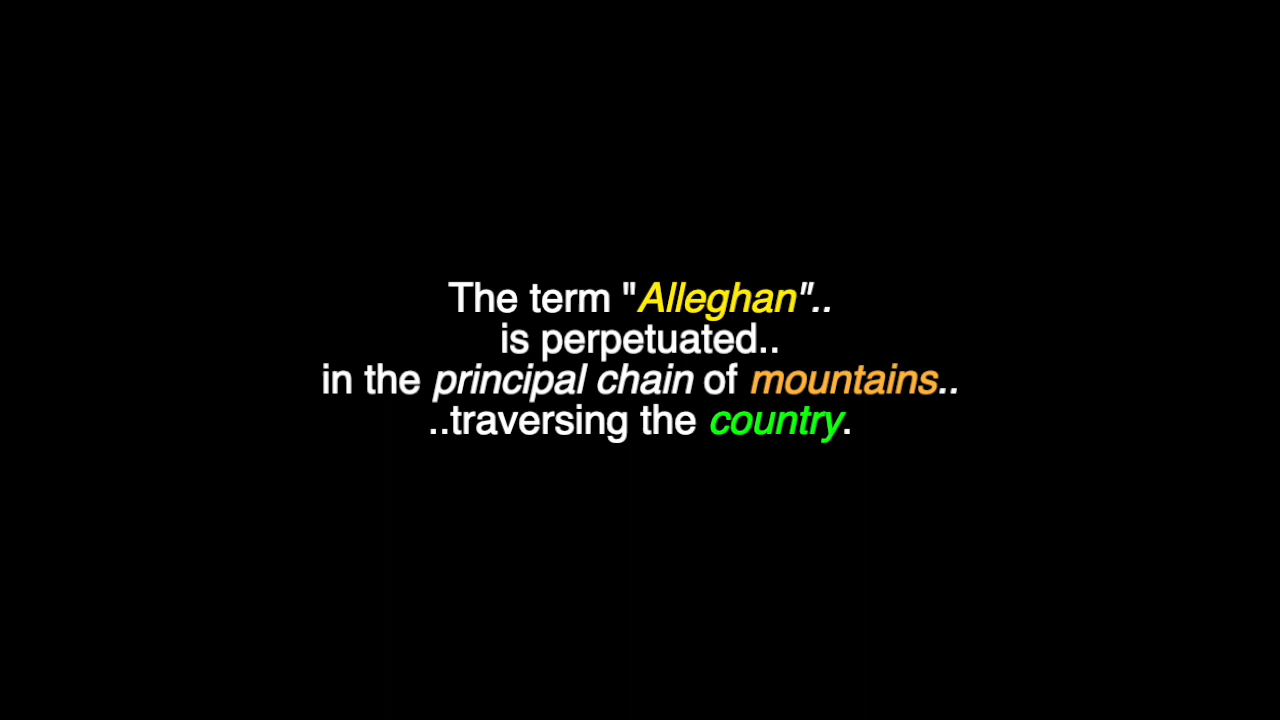 The term "Alleghan"..
is perpetuated..
in the principal chain of mountains..
..traversing the country.